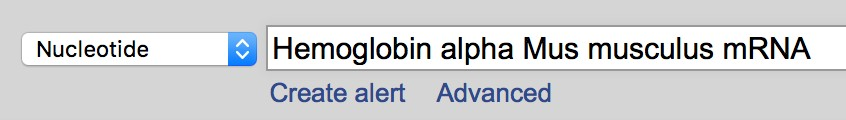 Nucleotide Hemoglobin alpha Mus musculus mRNA
Create alert Advanced